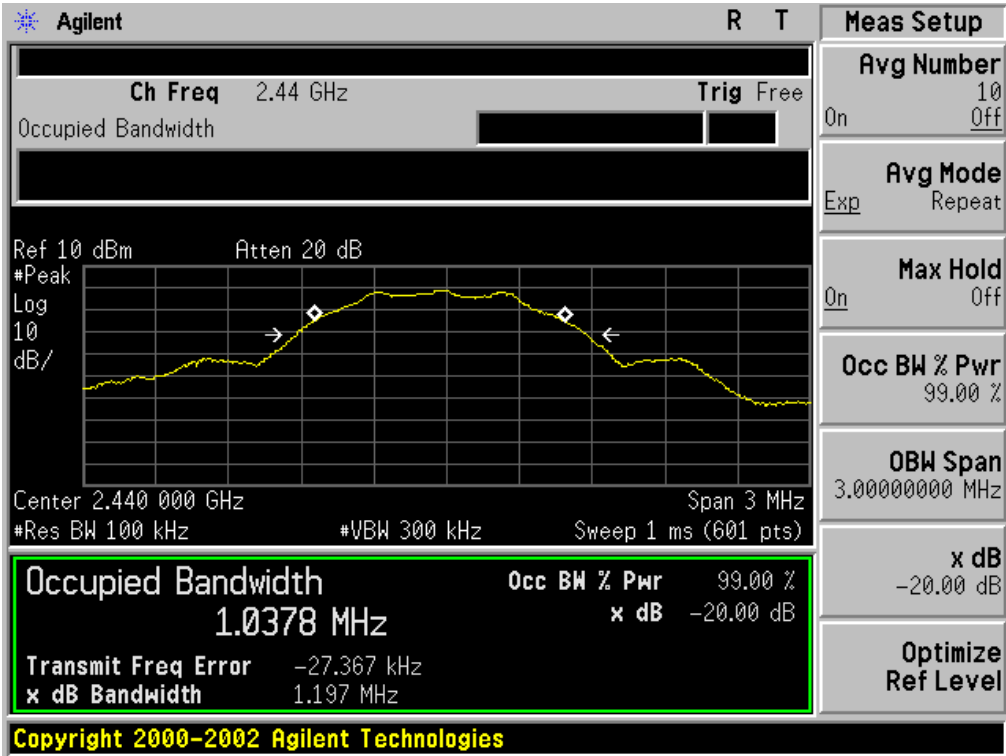 Agilent R T
Ch Freq 2.44 GHz Trig Free
Occupied Bandwidth
Ref 10 dBm Atten 20 dB
#Peak
Log
10
dB/
Center 2.440 000 GHz Span 3 MHz
#Res BW 100 kHz #VBW 300 kHz Sweep 1 ms (601 pts)
Occupied Bandwidth
1.0378 MHz
Occ BW % Pwr 99.00 %
x dB -20.00 dB
Transmit Freq Error -27.367 kHz
x dB Bandwidth 1.197 MHz
Copyright 2000-2002 Agilent Technologies
Meas Setup
Avg Number
10
On Off
Avg Mode
Exp Repeat
Max Hold
On Off
Occ BW % Pwr
99.00 %
OBW Span
3.00000000 MHz
x dB
-20.00 dB
Optimize
Ref Level